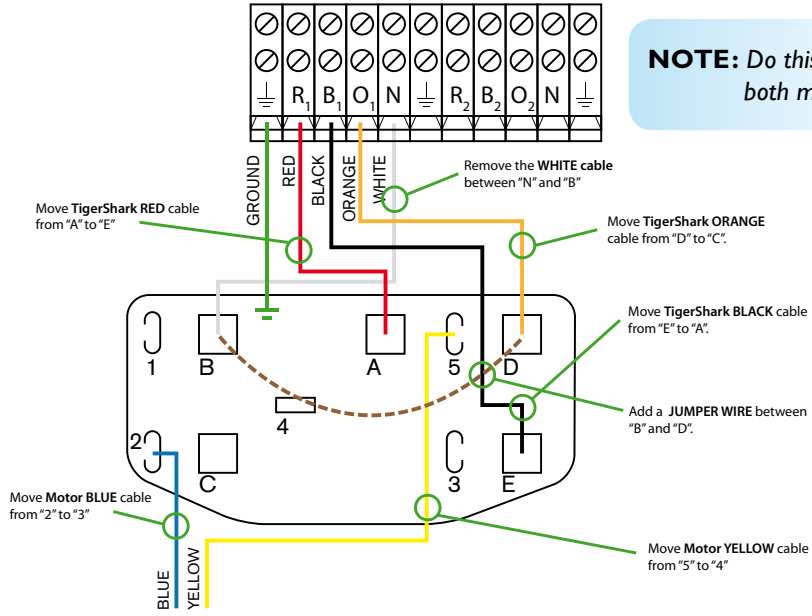 NOTE: Do this
both m
⏚ R1 B1 O1 N ⏚ R2 B2 O2 N ⏚
GROUND
RED
BLACK
ORANGE
WHITE
Remove the WHITE cable
between "N" and "B"
Move TigerShark RED cable
from "A" to "E"
Move TigerShark ORANGE
cable from "D" to "C".
Move TigerShark BLACK cable
from "E" to "A".
Add a JUMPER WIRE between
"B" and "D".
1
B
A
5
D
4
2
C
3
E
Move Motor BLUE cable
from "2" to "3"
Move Motor YELLOW cable
from "5" to "4"
BLUE
YELLOW